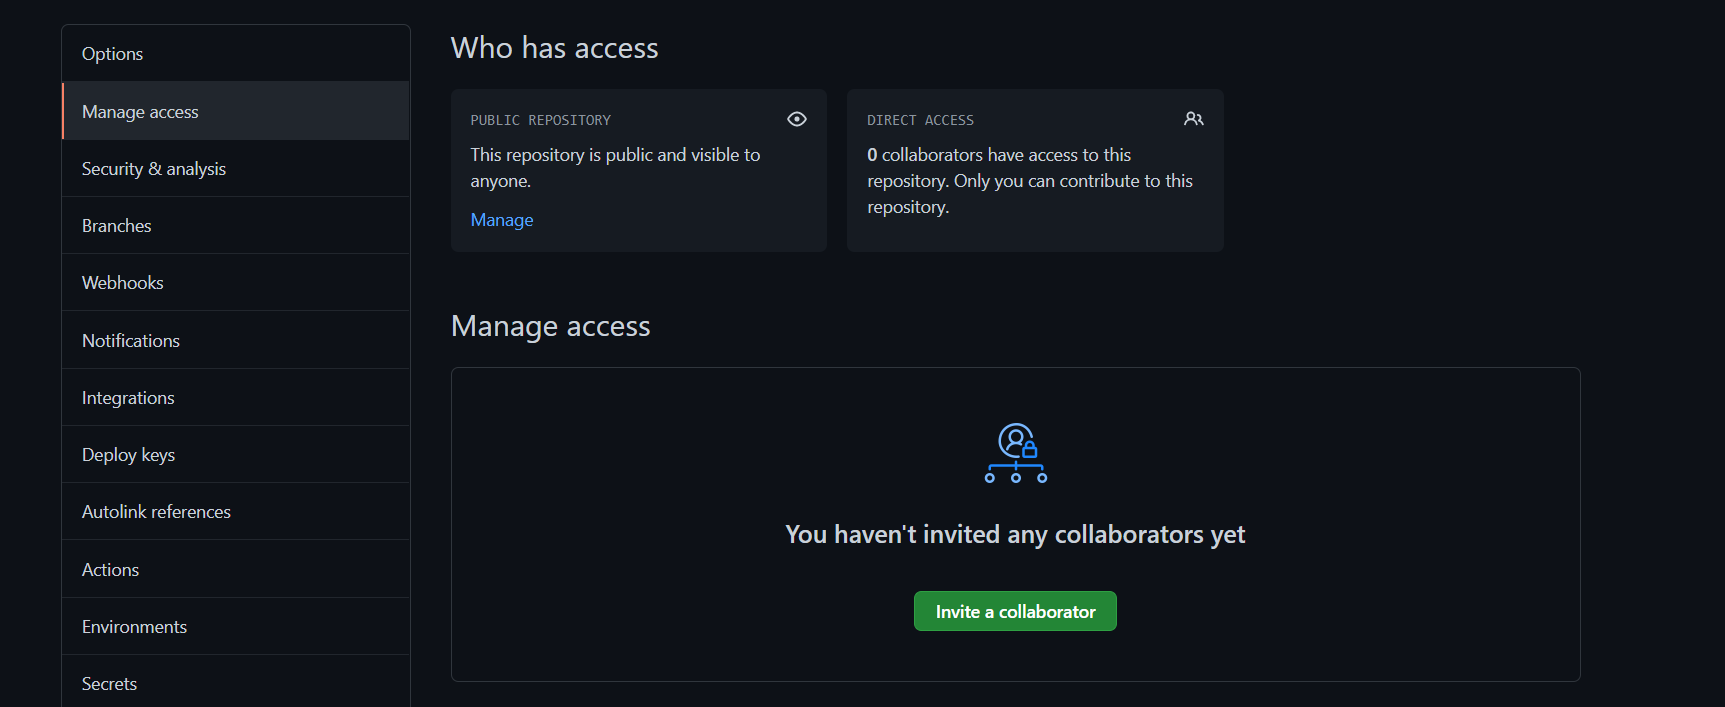 Options
Manage access
Security & analysis
Branches
Webhooks
Notifications
Integrations
Deploy keys
Autolink references
Actions
Environments
Secrets
Who has access
PUBLIC REPOSITORY
This repository is public and visible to
anyone.
Manage
DIRECT ACCESS
0 collaborators have access to this
repository. Only you can contribute to this
repository.
Manage access
You haven't invited any collaborators yet
Invite a collaborator